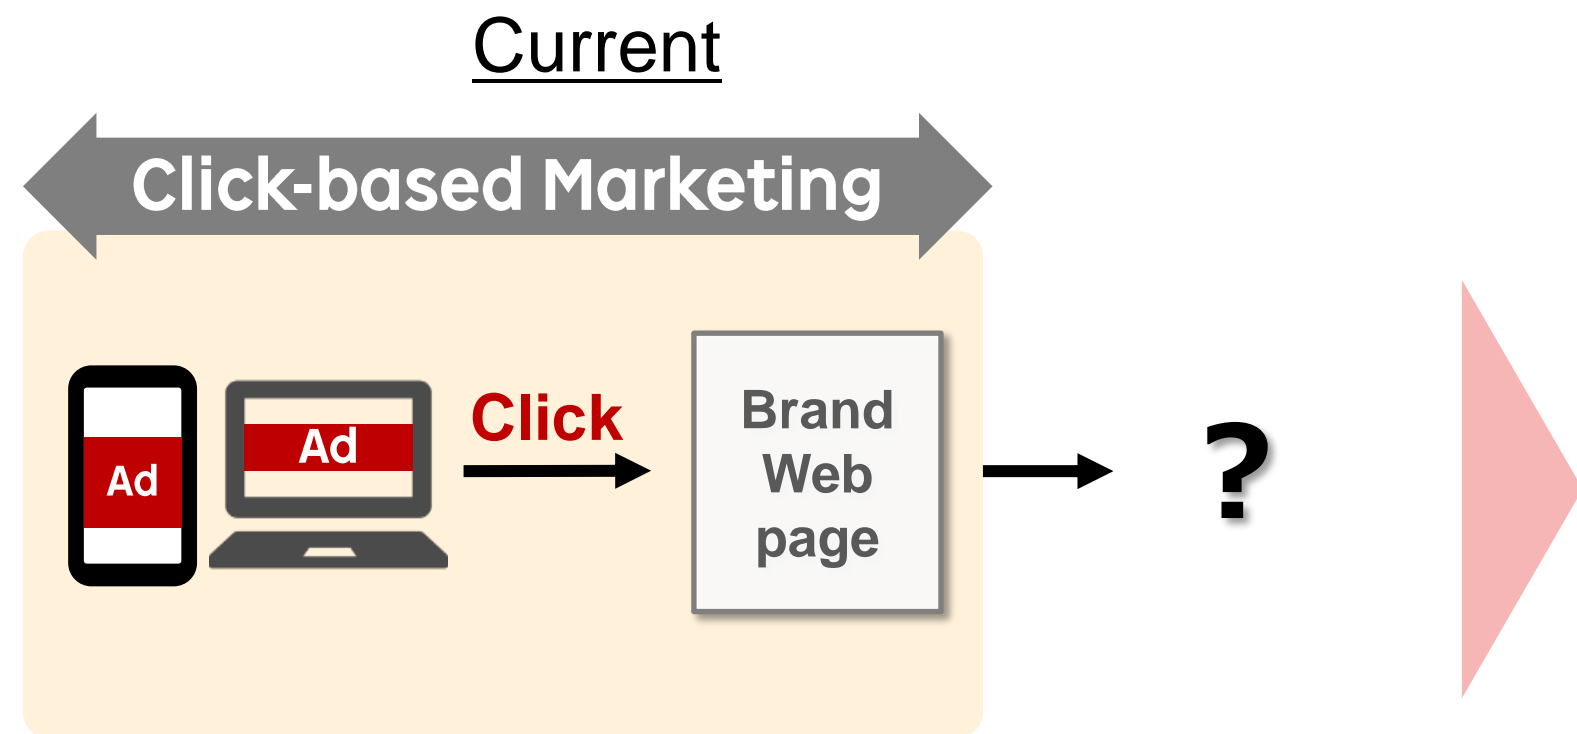 Current
Click-based Marketing
Ad
Ad
Click
Brand
Web
page
?